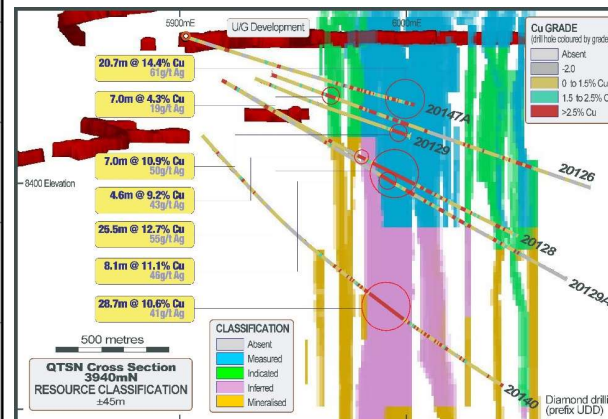 5900mE
6000mE
U/G Development
Cu GRADE
(drill hole coloured by grade
Absent
-2.0
0 to 1.5% Cu
1.5 to 2.5% C
>2.5% Cu
20.7m @ 14.4% Cu
61g/t Ag
7.0m @ 4.3% Cu
19g/t Ag
7.0m @ 10.9% Cu
50g/t Ag
4.6m @ 9.2% Cu
43g/t Ag
25.5m @ 12.7% Cu
55g/t Ag
8.1m @ 11.1% Cu
46g/t Ag
28.7m @ 10.6% Cu
41g/t Ag
8400 Elevation
20147A
20129
20126
20128
20129A
20140
500 metres
QTSN Cross Section
3940mN
RESOURCE CLASSIFICATION
±45m
CLASSIFICATION
Absent
Measured
Indicated
Inferred
Mineralised
Diamond drilli
(prefix UDD)